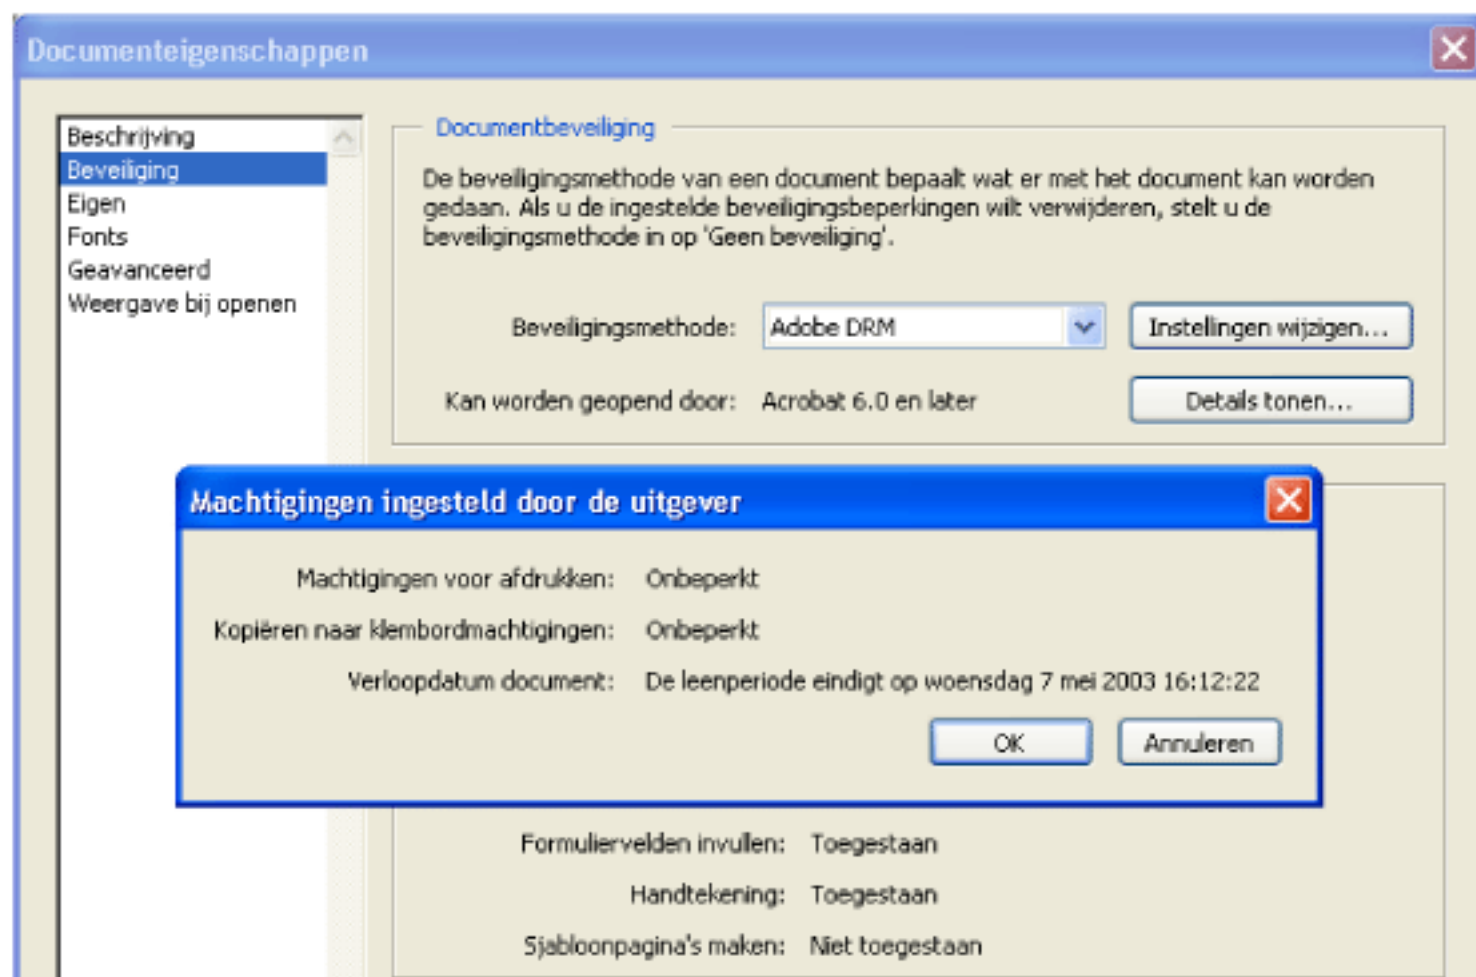 Documenteigenschappen
Beschrijving
Beveiliging
Eigen
Fonts
Geavanceerd
Weergave bij openen
Documentbeveiliging
De beveiligingsmethode van een document bepaalt wat er met het document kan worden
gedaan. Als u de ingestelde beveiligingsbeperkingen wilt verwijderen, stelt u de
beveiligingsmethode in op 'Geen beveiliging'.
Beveiligingsmethode: Adobe DRM Instellingen wijzigen...
Kan worden geopend door: Acrobat 6.0 en later Details tonen...
Machtigingen ingesteld door de uitgever
Machtigingen voor afdrukken: Onbeperkt
Kopiëren naar klembordmachtigingen: Onbeperkt
Verloopdatum document: De leenperiode eindigt op woensdag 7 mei 2003 16:12:22
OK Annuleren
Formuliervelden invullen: Toegestaan
Handtekening: Toegestaan
Sjabloonpagina's maken: Niet toegestaan